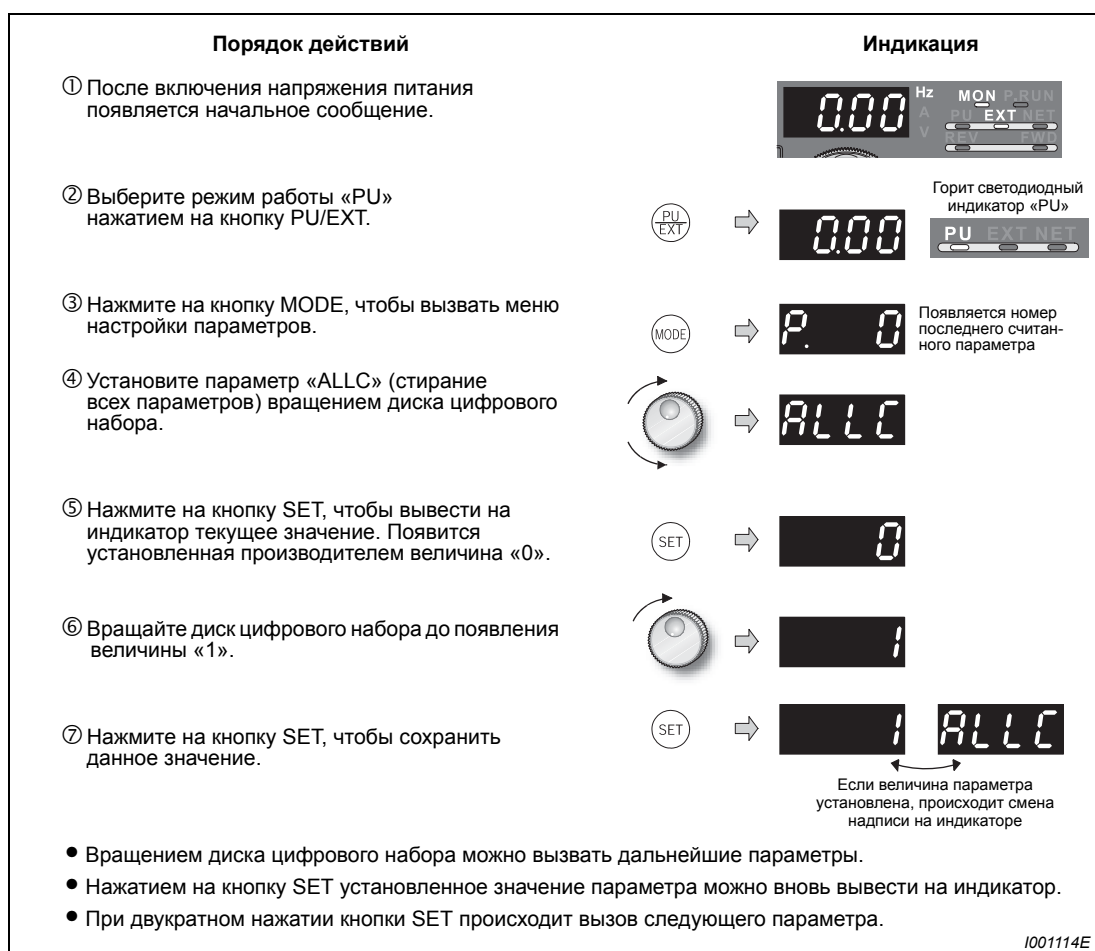 Порядок действий
Индикация
① После включения напряжения питания
появляется начальное сообщение.
0.00
Hz
A
V
MON P.RUN
PU EXT NET
REV FWD
② Выберите режим работы «PU»
нажатием на кнопку PU/EXT.
PU
EXT
0.00
Горит светодиодный
индикатор «PU»
PU EXT NET
③ Нажмите на кнопку MODE, чтобы вызвать меню
настройки параметров.
MODE
P. 0
Появляется номер
последнего считан-
ного параметра
④ Установите параметр «ALLC» (стирание
всех параметров) вращением диска цифрового
набора.
ALLC
⑤ Нажмите на кнопку SET, чтобы вывести на
индикатор текущее значение. Появится
установленная производителем величина «0».
SET
0
⑥ Вращайте диск цифрового набора до появления
величины «1».
1
⑦ Нажмите на кнопку SET, чтобы сохранить
данное значение.
SET
1 ALLC
Если величина параметра
установлена, происходит смена
надписи на индикаторе
• Вращением диска цифрового набора можно вызвать дальнейшие параметры.
• Нажатием на кнопку SET установленное значение параметра можно вновь вывести на индикатор.
• При двукратном нажатии кнопки SET происходит вызов следующего параметра.
I001114E